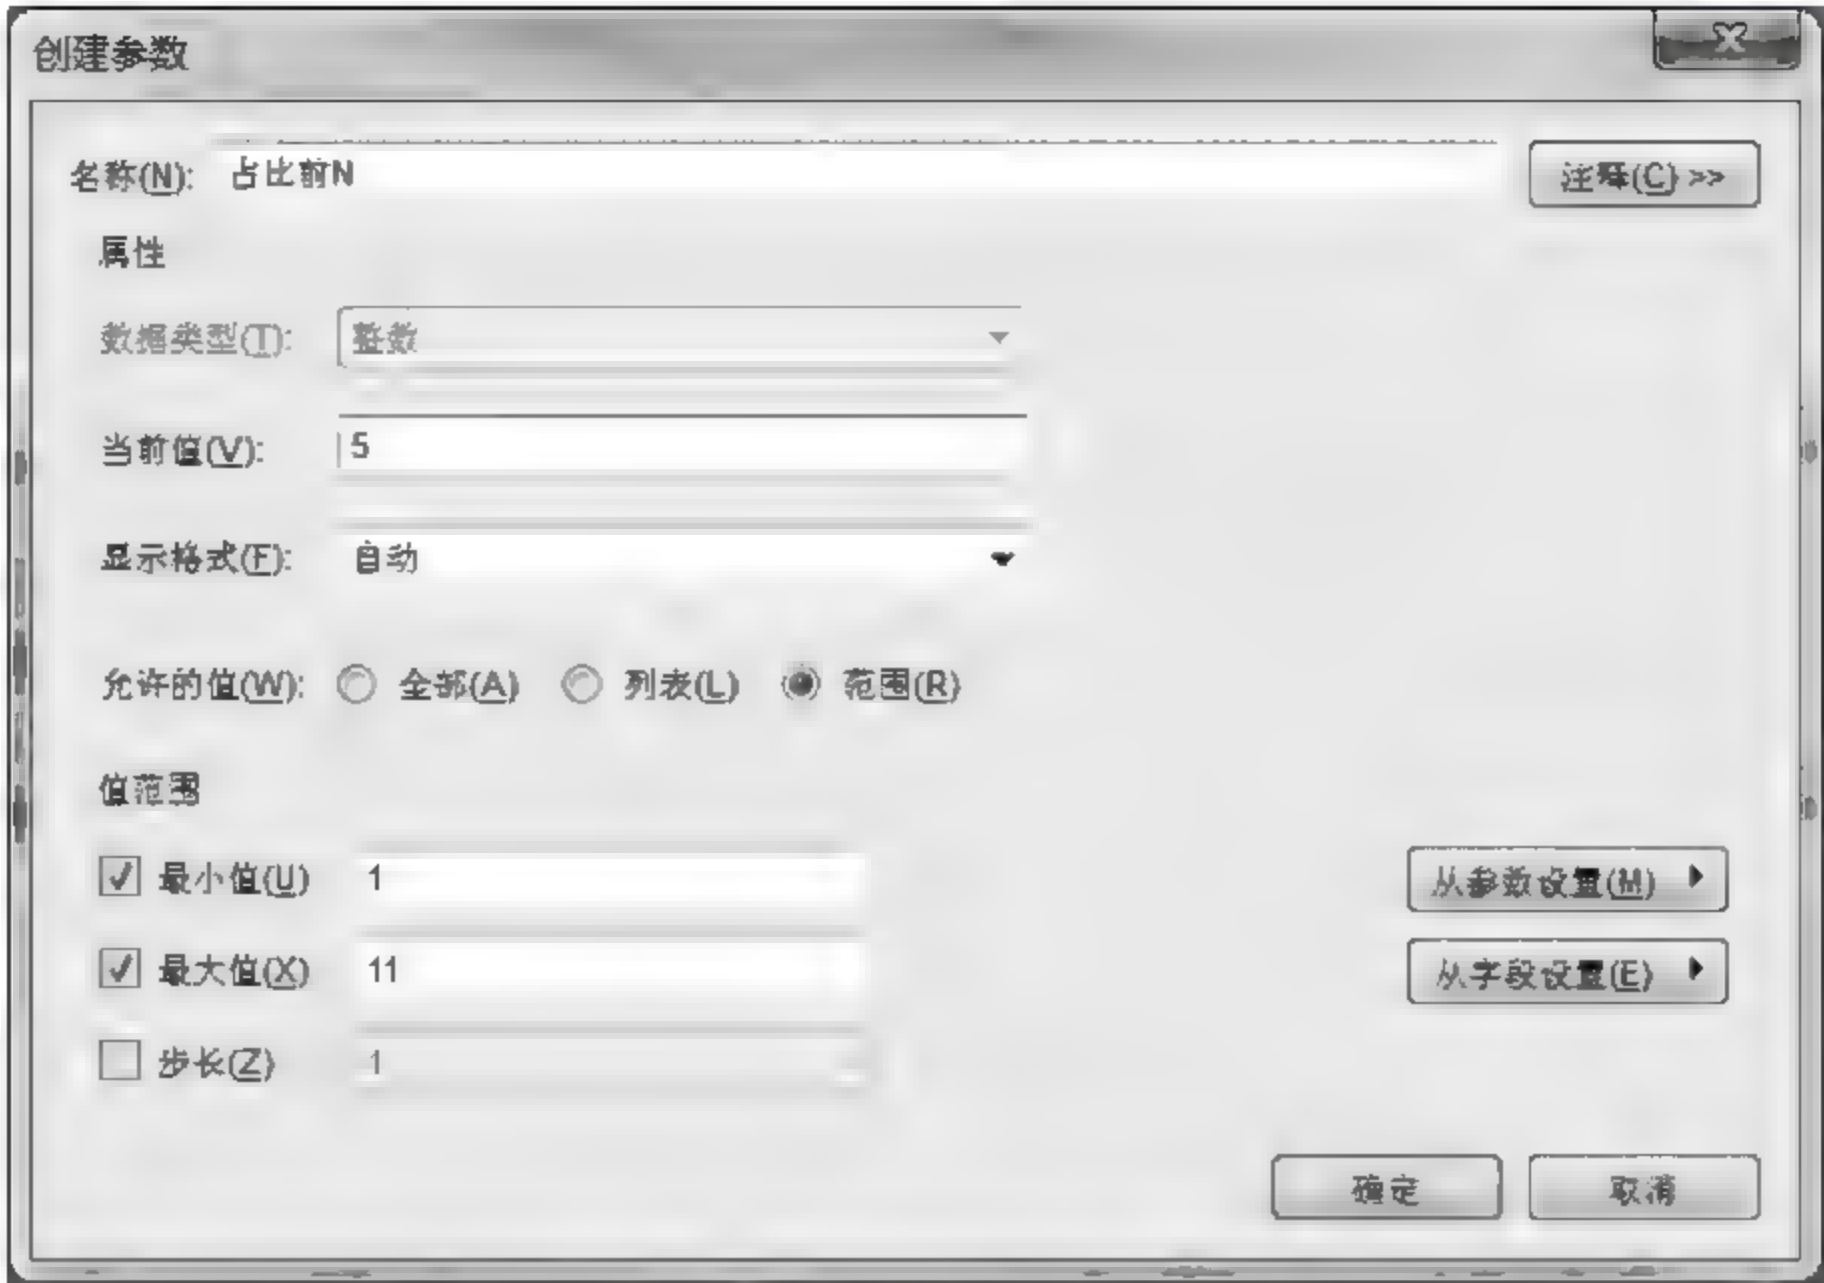 创建参数
名称(N): 占比前N 注释(C) >>
属性
数据类型(T): 整数
当前值(V): 5
显示格式(F): 自动
允许的值(W): 全部(A) 列表(L) 范围(R)
值范围
最小值(U) 1
从参数设置(M)
最大值(X) 11
从字段设置(E)
步长(Z) 1
确定 取消